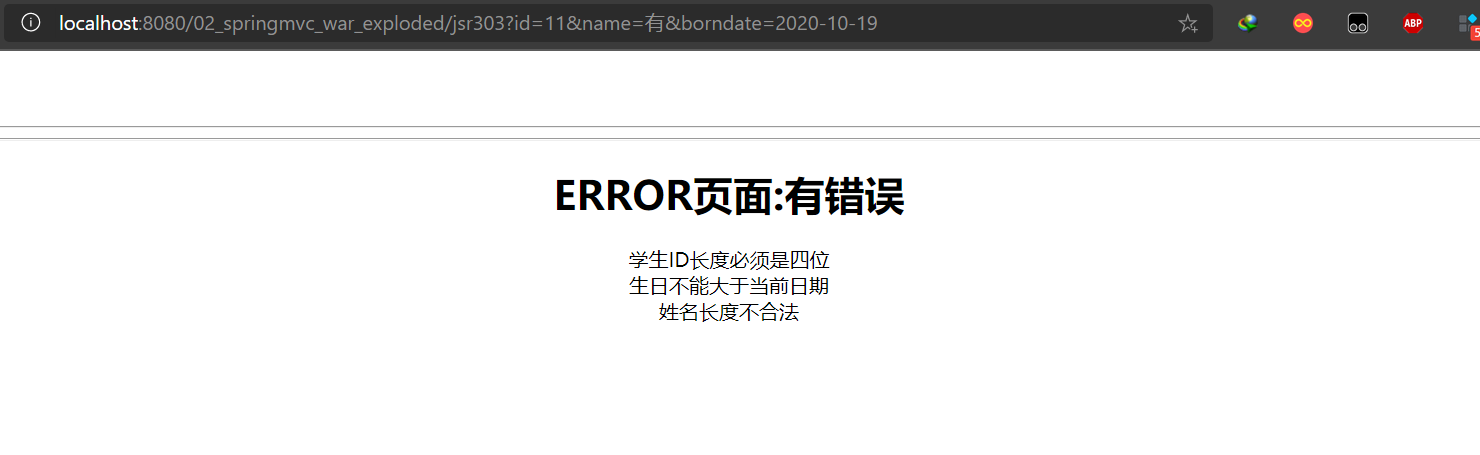 localhost:8080/02_springmvc_war_exploded/jsr303?id=11&name=有&borndate=2020-10-19
ABP
5
ERROR页面:有错误
学生ID长度必须是四位
生日不能大于当前日期
姓名长度不合法